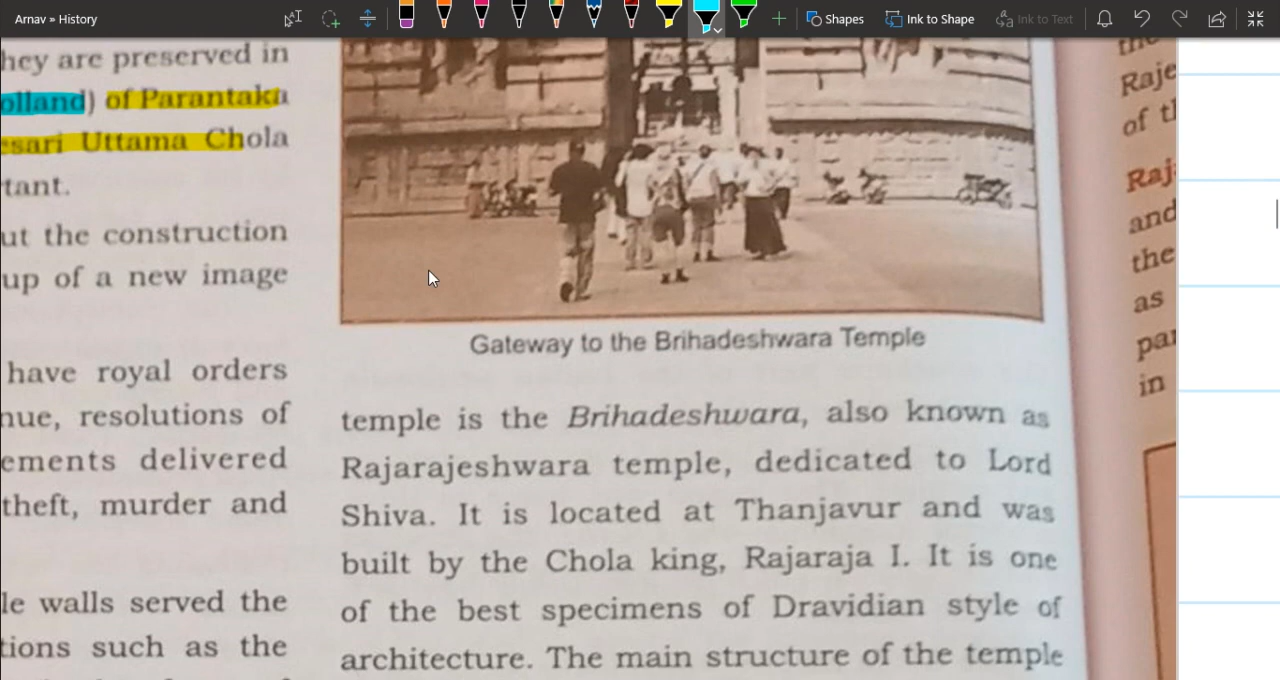 Arnav » History
Shapes
Ink to Shape
Ink to Text
hey are preserved in
olland) of Parantaka
esari Uttama Chola
tant.
ut the construction
up of a new image
have royal orders
nue, resolutions of
ements delivered
theft, murder and
le walls served the
tions such as the
Gateway to the Brihadeshwara Temple
temple is the Brihadeshwara, also known as
Rajarajeshwara temple, dedicated to Lord
Shiva. It is located at Thanjavur and was
built by the Chola king, Rajaraja I. It is one
of the best specimens of Dravidian style of
architecture. The main structure of the temple
the
Raje
of th
Raj
and
the
as
par
in